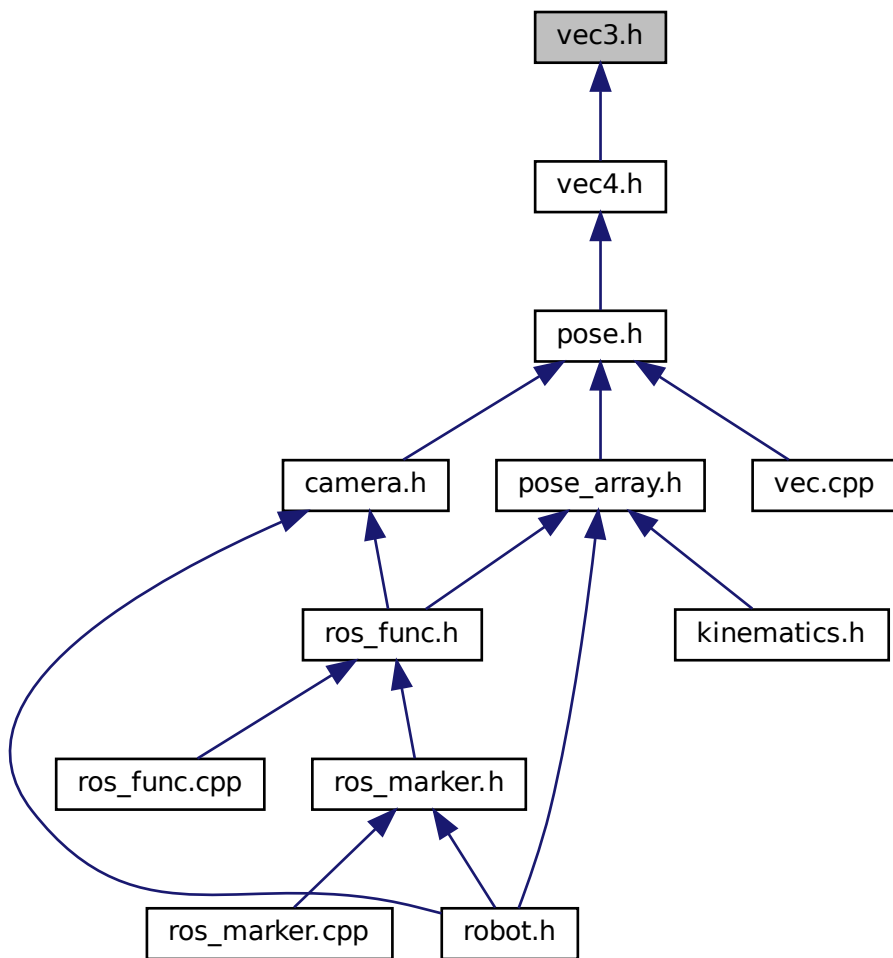 vec3.h
vec4.h
pose.h
camera.h
pose_array.h
vec.cpp
ros_func.h
kinematics.h
ros_func.cpp
ros_marker.h
ros_marker.cpp
robot.h